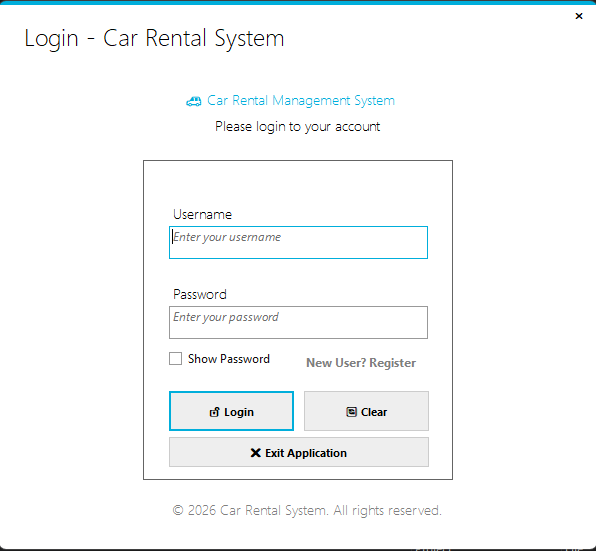 Login - Car Rental System
Car Rental Management System
Please login to your account
Username
Enter your username
Password
Enter your password
Show Password
New User? Register
Login
Clear
Exit Application
© 2026 Car Rental System. All rights reserved.